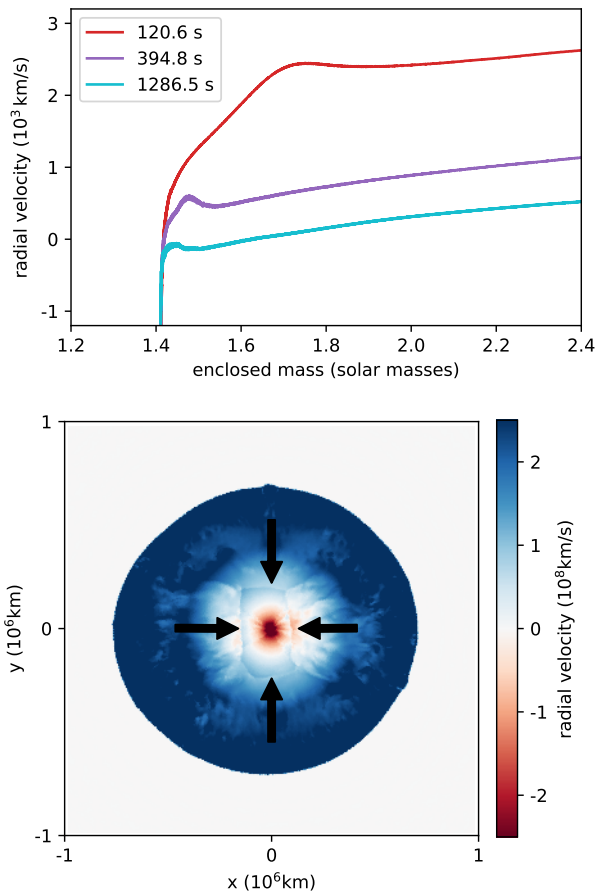 3
2
1
0
-1
radial velocity (10³ km/s)
120.6 s
394.8 s
1286.5 s
1.2 1.4 1.6 1.8 2.0 2.2 2.4
enclosed mass (solar masses)
1
0
-1
y (10⁶km)
-1 0 1
x (10⁶km)
2
1
0
-1
-2
radial velocity (10⁸km/s)